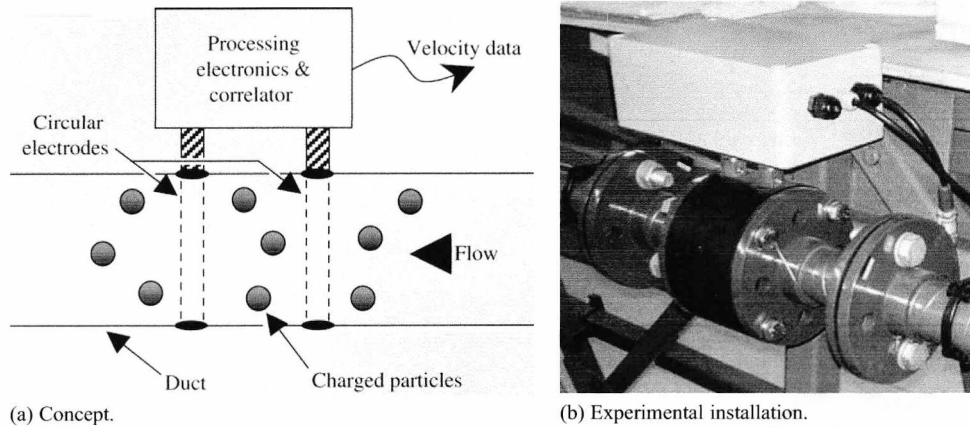 Processing
electronics &
correlator
Velocity data
Circular
electrodes
Flow
Duct
Charged particles
(a) Concept.
(b) Experimental installation.